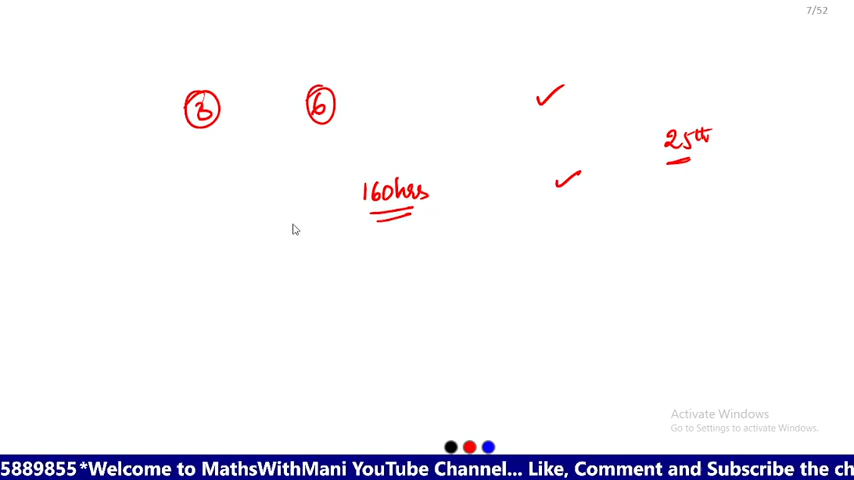 7/52
3 6
25th
160hrs
Activate Windows
Go to Settings to activate Windows.
5889855*Welcome to MathsWithMani YouTube Channel... Like, Comment and Subscribe the ch